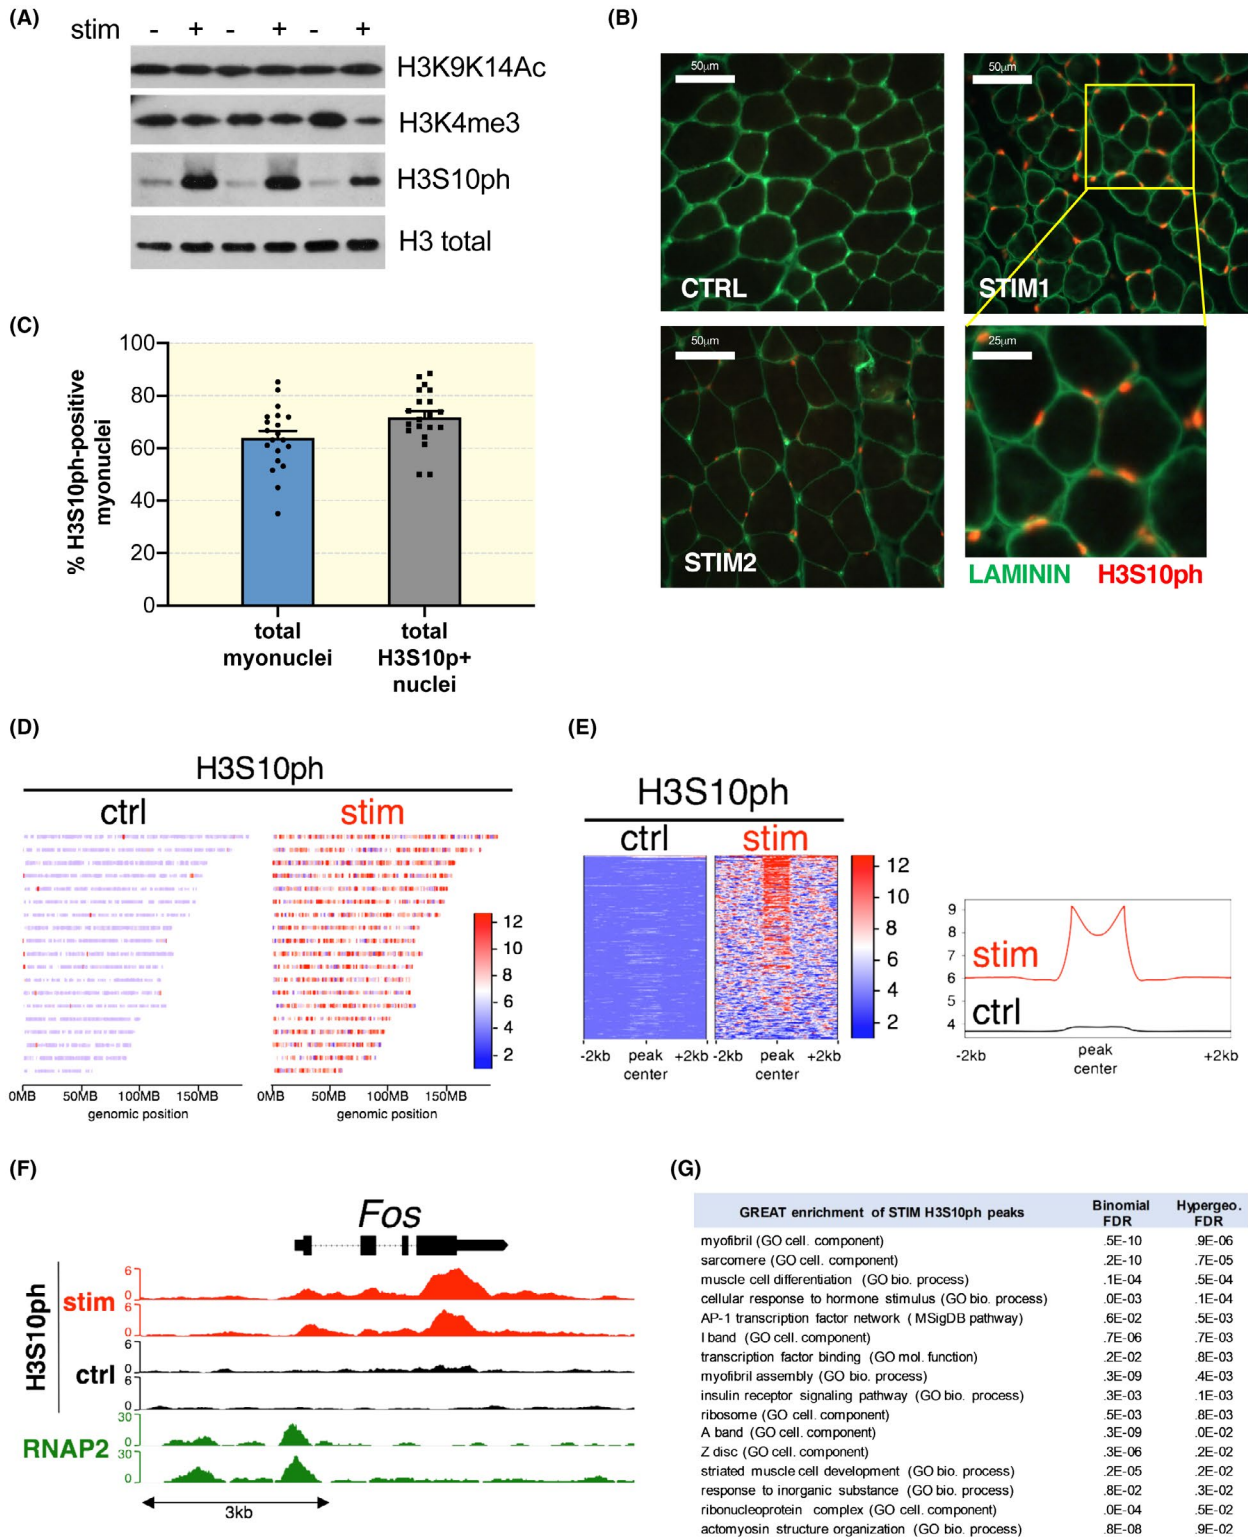 (A)
stim - + - + - +
H3K9K14Ac
H3K4me3
H3S10ph
H3 total
(B)
50µm
CTRL
50µm
STIM1
50µm
STIM2
25µm
LAMININ H3S10ph
(C)
% H3S10ph-positive
myonuclei
100
80
60
40
20
0
total
myonuclei
total
H3S10p+
nuclei
(D)
H3S10ph
ctrl stim
12
10
8
6
4
2
0MB 50MB 100MB 150MB
genomic position
0MB 50MB 100MB 150MB
genomic position
(E)
H3S10ph
ctrl stim
12
10
8
6
4
2
-2kb peak center +2kb
-2kb peak center +2kb
9
8
7
6
5
4
stim
ctrl
-2kb peak center +2kb
(F)
Fos
H3S10ph
stim
6
0
6
0
ctrl
6
0
6
0
RNAP2
30
0
30
0
3kb
(G)
GREAT enrichment of STIM H3S10ph peaks Binomial FDR Hypergeo. FDR
myofibril (GO cell. component) .5E-10 .9E-06
sarcomere (GO cell. component) .2E-10 .7E-05
muscle cell differentiation (GO bio. process) .1E-04 .5E-04
cellular response to hormone stimulus (GO bio. process) .0E-03 .1E-04
AP-1 transcription factor network (MSigDB pathway) .6E-02 .5E-03
I band (GO cell. component) .7E-06 .7E-03
transcription factor binding (GO mol. function) .2E-02 .8E-03
myofibril assembly (GO bio. process) .3E-09 .4E-03
insulin receptor signaling pathway (GO bio. process) .3E-03 .1E-03
ribosome (GO cell. component) .5E-03 .8E-03
A band (GO cell. component) .3E-09 .0E-02
Z disc (GO cell. component) .3E-06 .2E-02
striated muscle cell development (GO bio. process) .2E-05 .2E-02
response to inorganic substance (GO bio. process) .8E-02 .3E-02
ribonucleoprotein complex (GO cell. component) .0E-04 .5E-02
actomyosin structure organization (GO bio. process) .8E-08 .9E-02